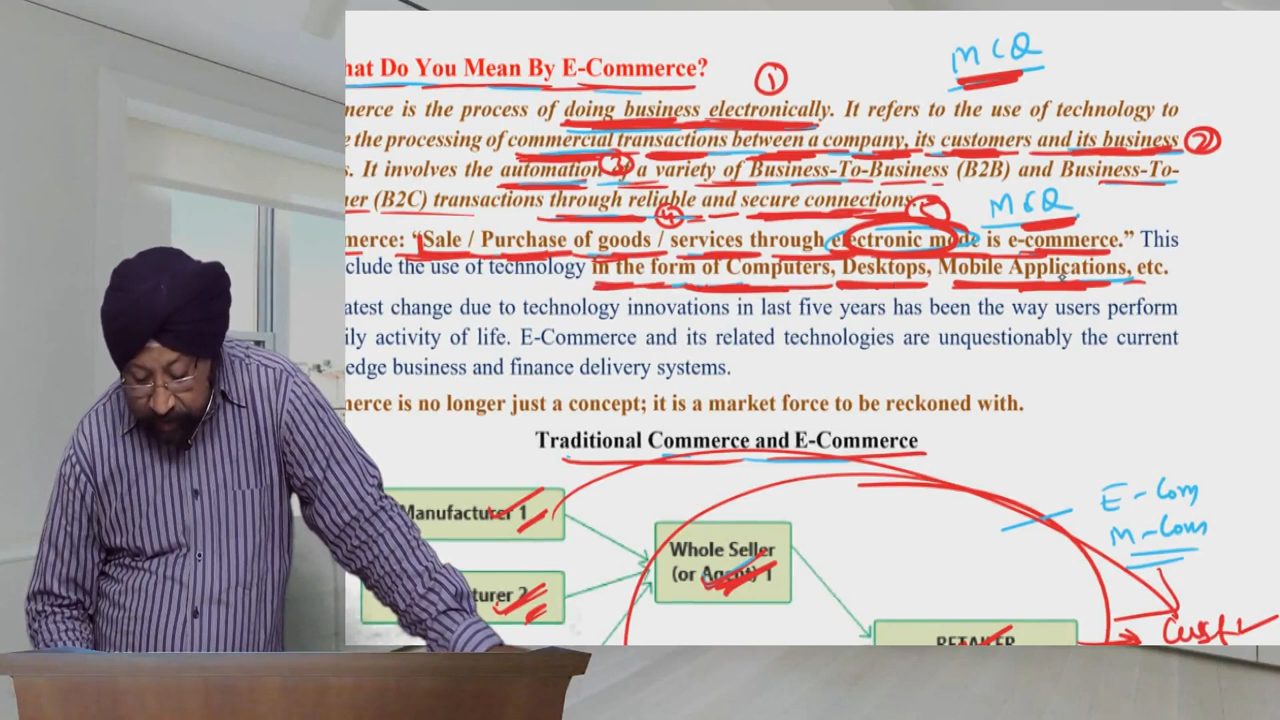 hat Do You Mean By E-Commerce?
①
MCQ
merce is the process of doing business electronically. It refers to the use of technology to
e the processing of commercial transactions between a company, its customers and its business ②
s. It involves the automation ③ of a variety of Business-To-Business (B2B) and Business-To-
er (B2C) transactions through reliable and secure connections.
④
⑤
MCQ
merce: “Sale / Purchase of goods / services through electronic mode is e-commerce.” This
clude the use of technology in the form of Computers, Desktops, Mobile Applications, etc.
atest change due to technology innovations in last five years has been the way users perform
ily activity of life. E-Commerce and its related technologies are unquestionably the current
edge business and finance delivery systems.
merce is no longer just a concept; it is a market force to be reckoned with.
Traditional Commerce and E-Commerce
E-Com
M-Com
Manufacturer 1
Whole Seller
(or Agent) 1
turer 2
RETAILER